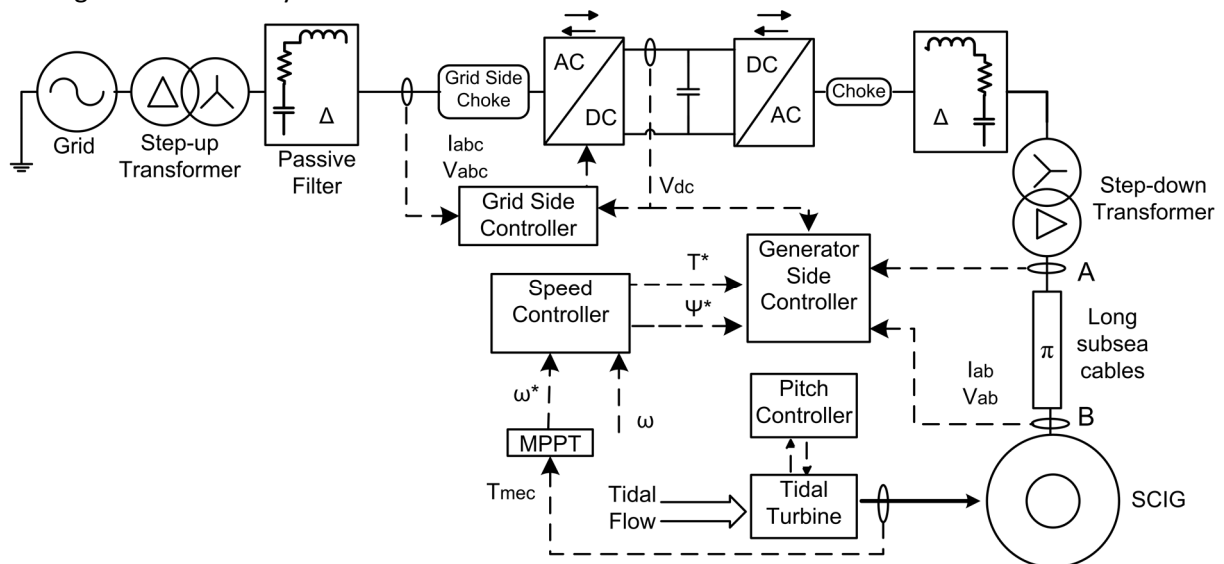 AC
DC
DC
AC
Grid Side
Choke
Choke
Δ
Δ
Grid
Step-up
Transformer
Passive
Filter
Iabc
Vabc
Vdc
Grid Side
Controller
Step-down
Transformer
Generator
Side
Controller
A
T*
Speed
Controller
Ψ*
Long
subsea
cables
π
Iab
Vab
Pitch
Controller
ω*
ω
B
MPPT
Tmec
Tidal
Flow
Tidal
Turbine
SCIG